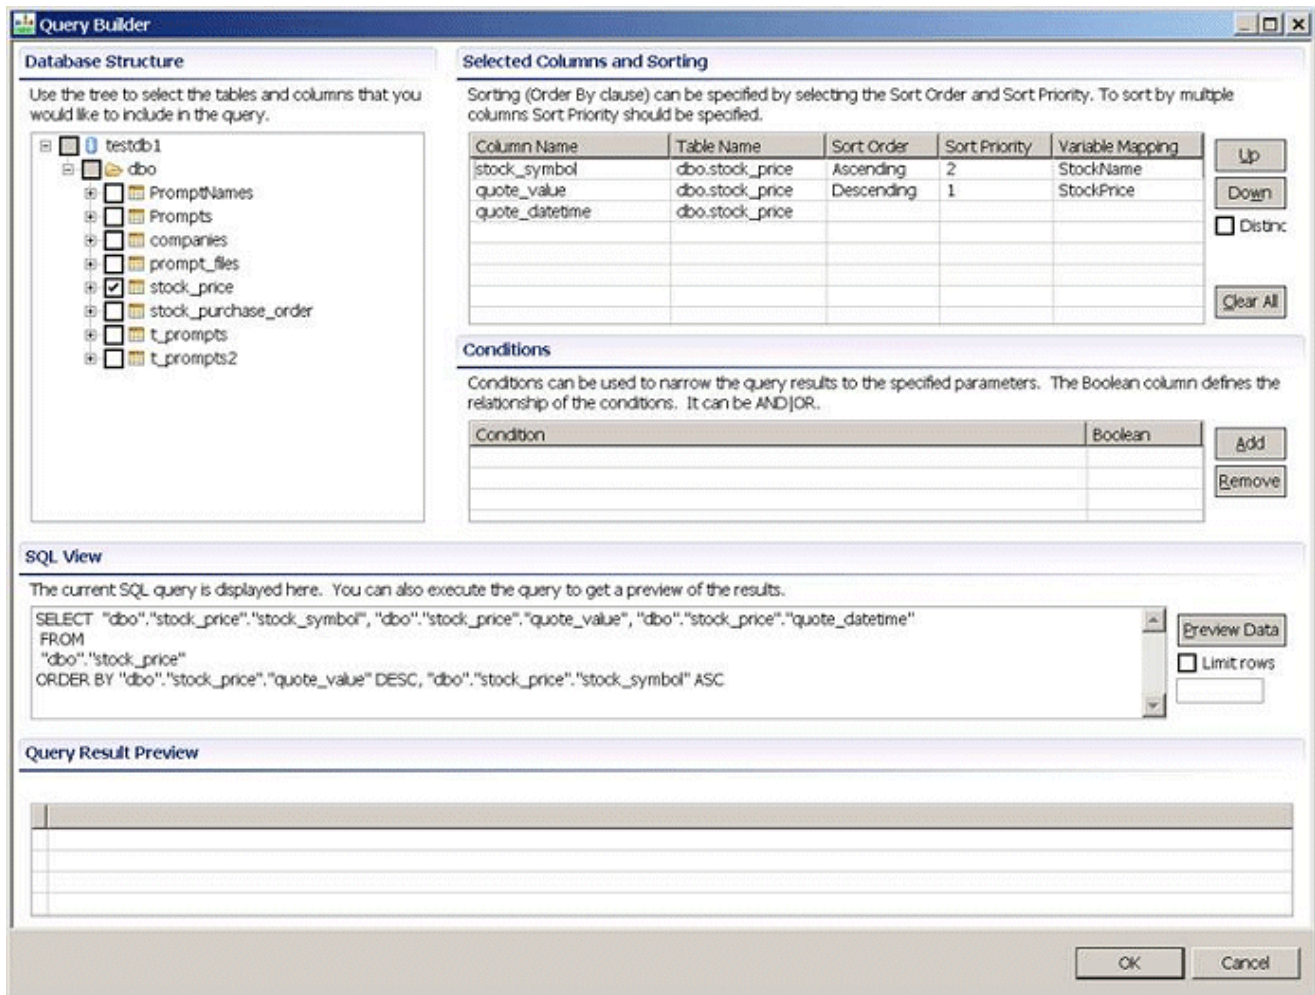 Query Builder
Database Structure
Use the tree to select the tables and columns that you
would like to include in the query.
testdb1
dbo
PromptNames
Prompts
companies
prompt_files
stock_price
stock_purchase_order
t_prompts
t_prompts2
Selected Columns and Sorting
Sorting (Order By clause) can be specified by selecting the Sort Order and Sort Priority. To sort by multiple
columns Sort Priority should be specified.
Column Name Table Name Sort Order Sort Priority Variable Mapping
stock_symbol dbo.stock_price Ascending 2 StockName
quote_value dbo.stock_price Descending 1 StockPrice
quote_datetime dbo.stock_price
Up
Down
Distinc
Clear All
Conditions
Conditions can be used to narrow the query results to the specified parameters. The Boolean column defines the
relationship of the conditions. It can be AND|OR.
Condition Boolean
Add
Remove
SQL View
The current SQL query is displayed here. You can also execute the query to get a preview of the results.
SELECT "dbo"."stock_price"."stock_symbol", "dbo"."stock_price"."quote_value", "dbo"."stock_price"."quote_datetime"
FROM
"dbo"."stock_price"
ORDER BY "dbo"."stock_price"."quote_value" DESC, "dbo"."stock_price"."stock_symbol" ASC
Preview Data
Limit rows
Query Result Preview
OK Cancel